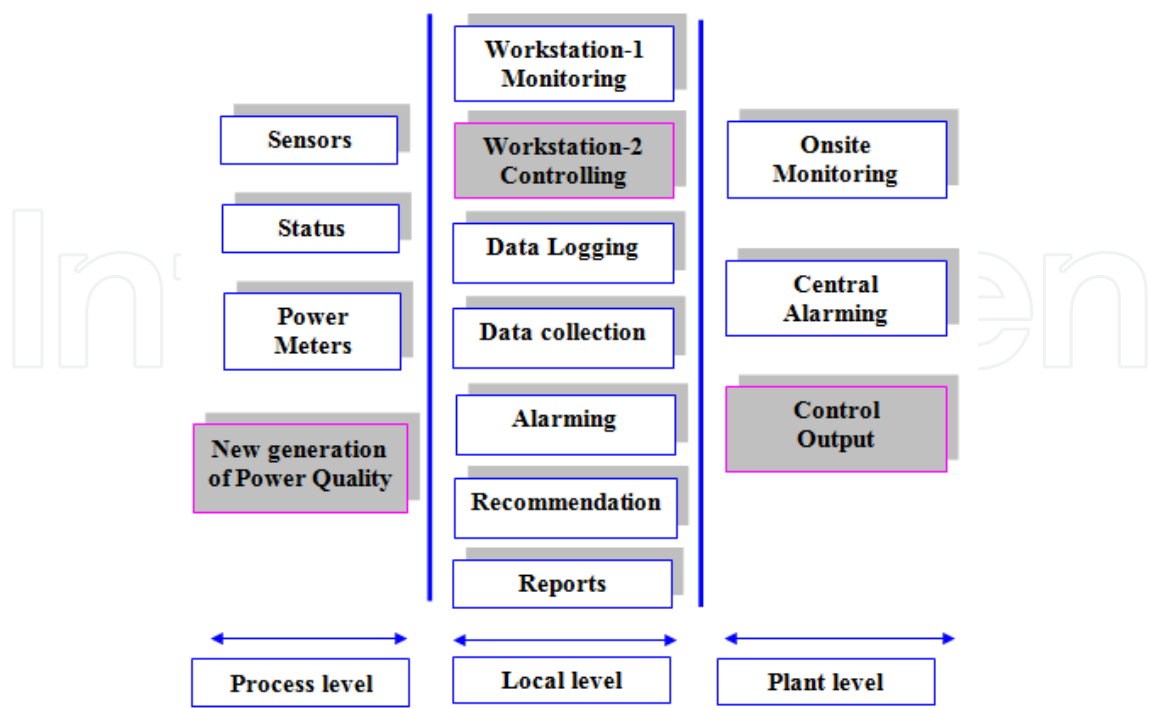 Sensors
Status
Power
Meters
New generation
of Power Quality
Process level
Workstation-1
Monitoring
Workstation-2
Controlling
Data Logging
Data collection
Alarming
Recommendation
Reports
Local level
Onsite
Monitoring
Central
Alarming
Control
Output
Plant level